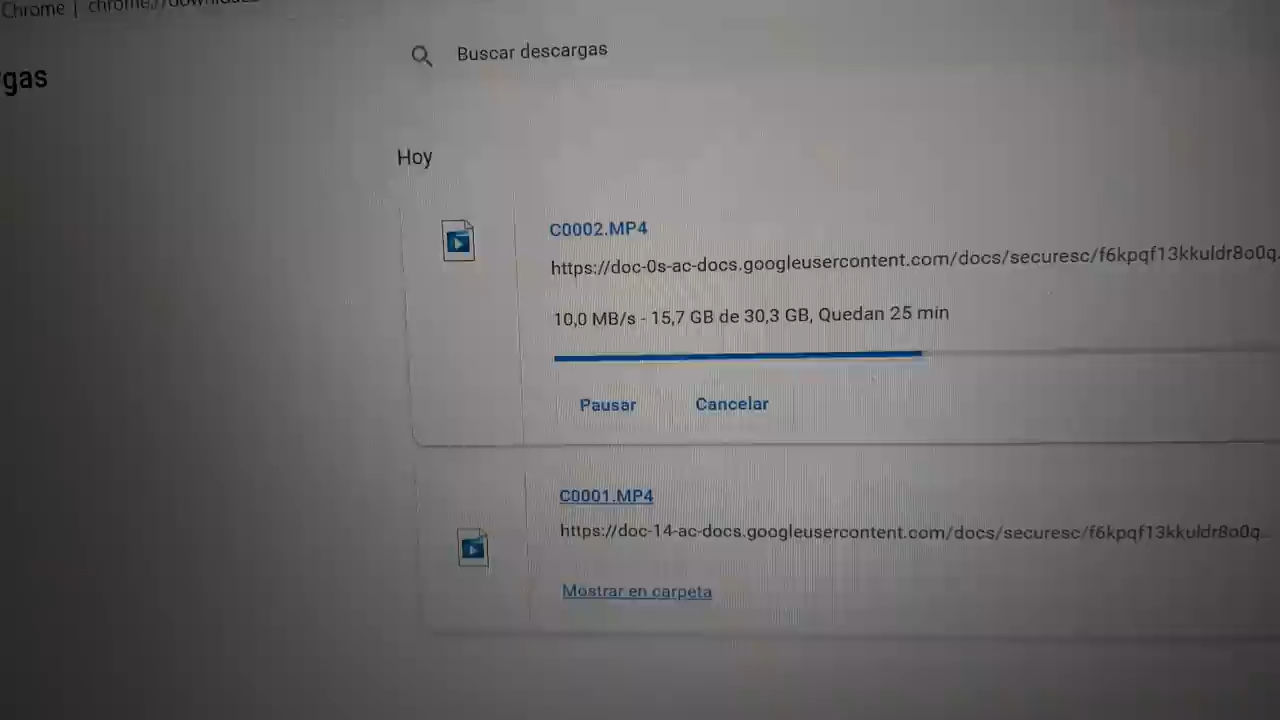 Chrome | chrome://downloads
gas
Buscar descargas
Hoy
C0002.MP4
https://doc-0s-ac-docs.googleusercontent.com/docs/securesc/f6kpqf13kkuldr8o0q
10,0 MB/s - 15,7 GB de 30,3 GB, Quedan 25 min
Pausar Cancelar
C0001.MP4
https://doc-14-ac-docs.googleusercontent.com/docs/securesc/f6kpqf13kkuldr8o0q...
Mostrar en carpeta